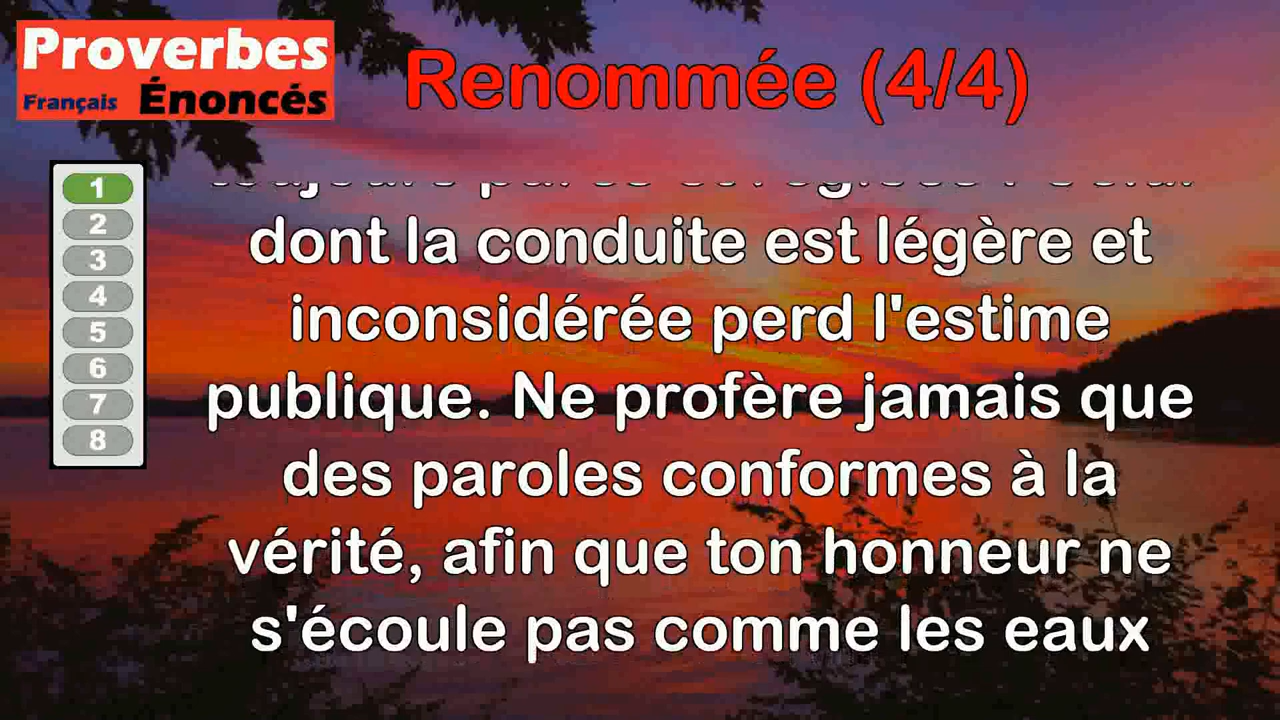 Proverbes
Français Énoncés
Renommée (4/4)
1
2
3
4
5
6
7
8
dont la conduite est légère et
inconsidérée perd l'estime
publique. Ne profère jamais que
des paroles conformes à la
vérité, afin que ton honneur ne
s'écoule pas comme les eaux